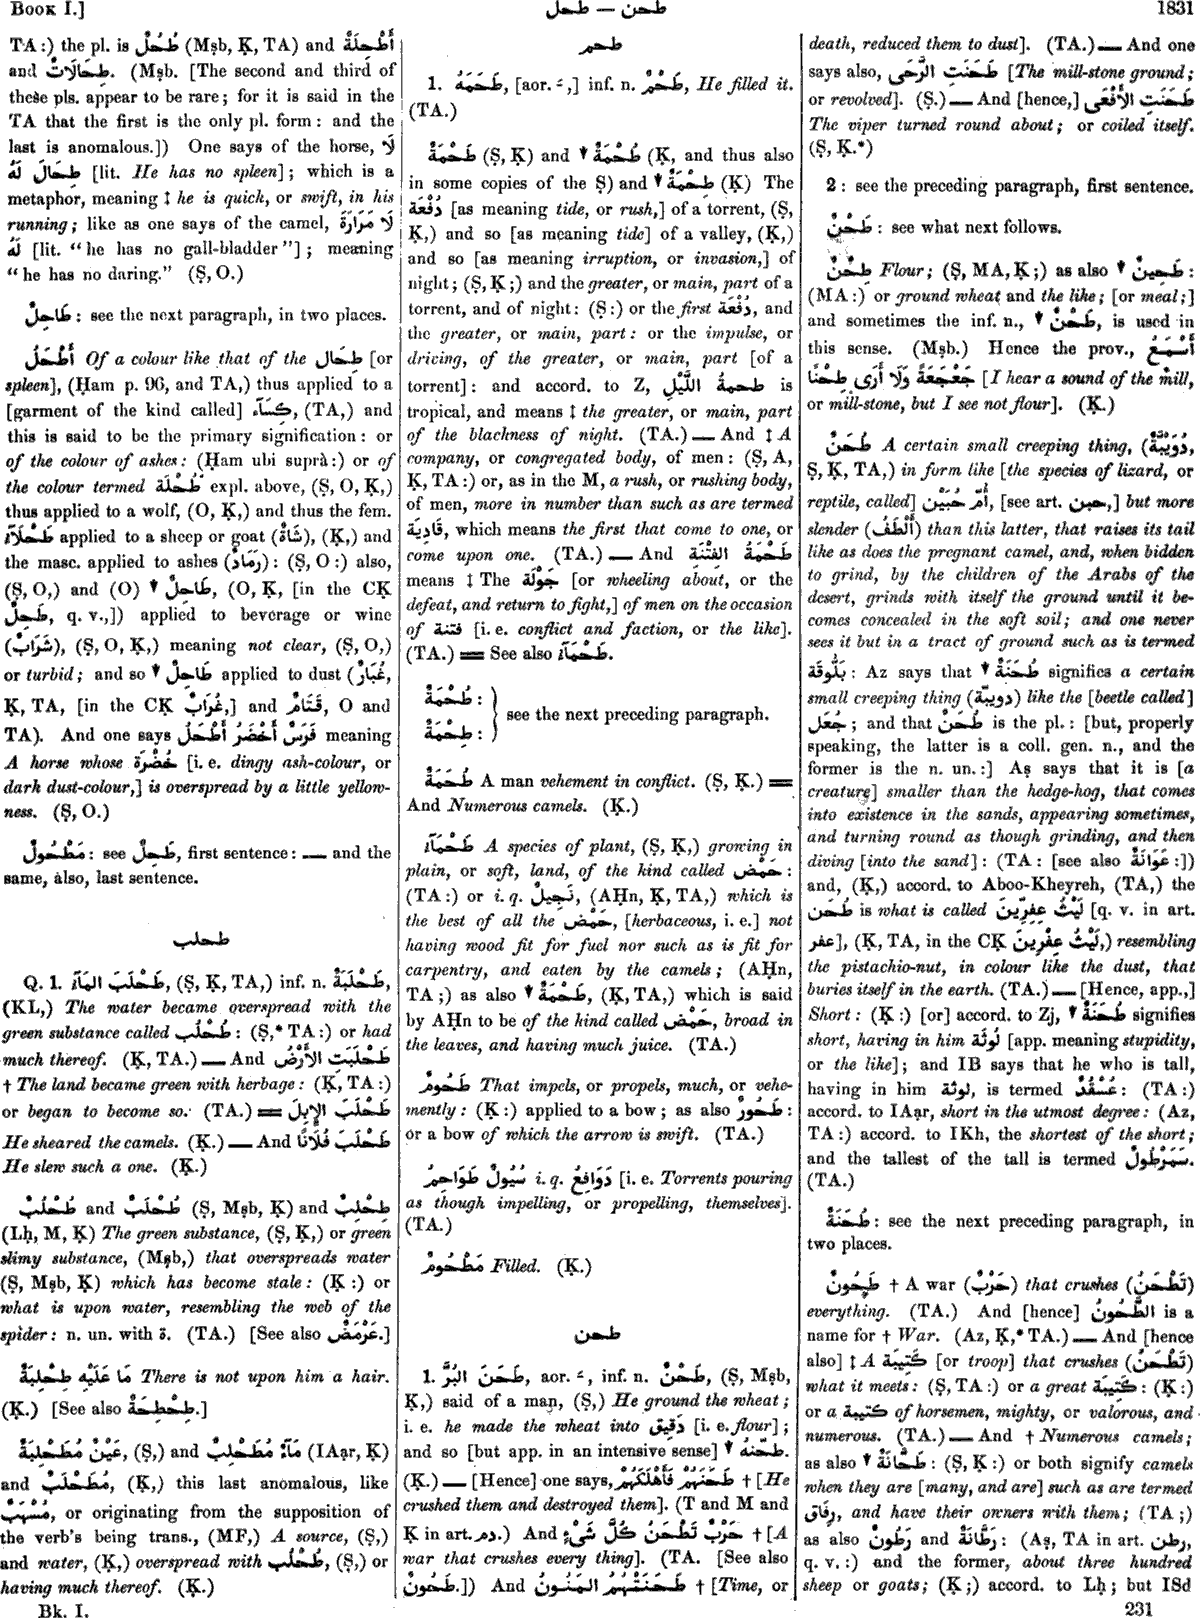 BOOK I.]
طحل — طحن
1831
TA:) the pl. is طُحُلٌ (Mṣb, Ḳ, TA) and أَطْحِلَةٌ
and طِحَالَاتٌ. (Mṣb. [The second and third of
these pls. appear to be rare; for it is said in the
TA that the first is the only pl. form: and the
last is anomalous.]) One says of the horse, لَا
طِحَالَ لَهُ [lit. He has no spleen]; which is a
metaphor, meaning ‡ he is quick, or swift, in his
running; like as one says of the camel, لَا مَرَارَةَ
لَهُ [lit. “he has no gall-bladder”]; meaning
“he has no daring.” (Ṣ, O.)
طَاحِلٌ: see the next paragraph, in two places.
أَطْحَلُ Of a colour like that of the طِحَال [or
spleen], (Ḥam p. 96, and TA,) thus applied to a
[garment of the kind called] كِسَآء, (TA,) and
this is said to be the primary signification: or
of the colour of ashes: (Ḥam ubi suprà:) or of
the colour termed طُحْلَة expl. above, (Ṣ, O, Ḳ,)
thus applied to a wolf, (O, Ḳ,) and thus the fem.
طَحْلَآءُ applied to a sheep or goat (شَاةٌ), (Ḳ,) and
the masc. applied to ashes (رَمَادٌ): (Ṣ, O:) also,
(Ṣ, O,) and (O) ▾ طَاحِلٌ, (O, Ḳ, [in the CḲ
طَحِلٌ, q. v.,]) applied to beverage or wine
(شَرَابٌ), (Ṣ, O, Ḳ,) meaning not clear, (Ṣ, O,)
or turbid; and so ▾ طَاحِلٌ applied to dust (غُبَارٌ,
Ḳ, TA, [in the CḲ غُرَابٌ,] and قَتَامٌ, O and
TA). And one says فَرَسٌ أَخْضَرُ أَطْحَلُ meaning
A horse whose خُضْرَة [i. e. dingy ash-colour, or
dark dust-colour,] is overspread by a little yellow-
ness. (Ṣ, O.)
مَطْحُولٌ: see طَحِلٌ, first sentence: — and the
same, also, last sentence.
طحلب
Q. 1. طَحْلَبَ المَآءُ, (Ṣ, Ḳ, TA,) inf. n. طَحْلَبَةٌ,
(KL,) The water became overspread with the
green substance called طُحْلُب: (Ṣ,* TA:) or had
much thereof. (Ḳ, TA.) — And طَحْلَبَتِ الأَرْضُ
† The land became green with herbage: (Ḳ, TA:)
or began to become so. (TA.) == طَحْلَبَ الإِبِلَ
He sheared the camels. (Ḳ.) — And طَحْلَبَ فُلَانًا
He slew such a one. (Ḳ.)
طُحْلُبٌ and طُحْلَبٌ (Ṣ, Mṣb, Ḳ) and طِحْلِبٌ
(Lḥ, M, Ḳ) The green substance, (Ṣ, Ḳ,) or green
slimy substance, (Mṣb,) that overspreads water
(Ṣ, Mṣb, Ḳ) which has become stale: (Ḳ:) or
what is upon water, resembling the web of the
spider: n. un. with ة. (TA.) [See also عَرْمَضٌ.]
مَا عَلَيْهِ طِحْلِبَةٌ There is not upon him a hair.
(Ḳ.) [See also طِحْطِحَةٌ.]
عَيْنٌ مُطَحْلِبَةٌ, (Ṣ,) and مَآءٌ مُطَحْلِبٌ (IAạr, Ḳ)
and مُطَحْلَبٌ, (Ḳ,) this last anomalous, like
مُسْهَبٌ, or originating from the supposition of
the verb's being trans., (MF,) A source, (Ṣ,)
and water, (Ḳ,) overspread with طُحْلُب, (Ṣ,) or
having much thereof. (Ḳ.)
Bk. I.
طحم
1. طَحَمَهُ, [aor. ـَ,] inf. n. طَحْمٌ, He filled it.
(TA.)
طَحْمَةٌ (Ṣ, Ḳ) and ▾ طُحْمَةٌ (Ḳ, and thus also
in some copies of the Ṣ) and ▾ طِحْمَةٌ (Ḳ) The
دُفْعَة [as meaning tide, or rush,] of a torrent, (Ṣ,
Ḳ,) and so [as meaning tide] of a valley, (Ḳ,)
and so [as meaning irruption, or invasion,] of
night; (Ṣ, Ḳ;) and the greater, or main, part of a
torrent, and of night: (Ṣ:) or the first دُفْعَة, and
the greater, or main, part: or the impulse, or
driving, of the greater, or main, part [of a
torrent]: and accord. to Z, طحمةُ اللَّيْلِ is
tropical, and means ‡ the greater, or main, part
of the blackness of night. (TA.) — And ‡ A
company, or congregated body, of men: (Ṣ, A,
Ḳ, TA:) or, as in the M, a rush, or rushing body,
of men, more in number than such as are termed
قَادِيَة, which means the first that come to one, or
come upon one. (TA.) — And طَحْمَةُ الفِتْنَةِ
means ‡ The جَوْلَة [or wheeling about, or the
defeat, and return to fight,] of men on the occasion
of فتنة [i. e. conflict and faction, or the like].
(TA.) == See also طَحْمَآءُ.
طُحْمَةٌ:
طِحْمَةٌ:
see the next preceding paragraph.
طُحَمَةٌ A man vehement in conflict. (Ṣ, Ḳ.) ==
And Numerous camels. (Ḳ.)
طَحْمَآءُ A species of plant, (Ṣ, Ḳ,) growing in
plain, or soft, land, of the kind called حَمْض:
(TA:) or i. q. نَجِيلٌ, (AḤn, Ḳ, TA,) which is
the best of all the حَمْض, [herbaceous, i. e.] not
having wood fit for fuel nor such as is fit for
carpentry, and eaten by the camels; (AḤn,
TA;) as also ▾ طَحْمَةٌ, (Ḳ, TA,) which is said
by AḤn to be of the kind called حَمْض, broad in
the leaves, and having much juice. (TA.)
طَحُومٌ That impels, or propels, much, or vehe-
mently: (Ḳ:) applied to a bow; as also طَحُورٌ:
or a bow of which the arrow is swift. (TA.)
سُيُولٌ طَوَاحِمُ i. q. دَوَافِعُ [i. e. Torrents pouring
as though impelling, or propelling, themselves].
(TA.)
مَطْحُومٌ Filled. (Ḳ.)
طحن
1. طَحَنَ البُرَّ, aor. ـَ, inf. n. طَحْنٌ, (Ṣ, Mṣb,
Ḳ,) said of a man, (Ṣ,) He ground the wheat;
i. e. he made the wheat into دَقِيق [i. e. flour];
and so [but app. in an intensive sense] ▾ طحّنهُ.
(Ḳ.) — [Hence] one says, طَحَنَهُمْ فَأَهْلَكَهُمْ † [He
crushed them and destroyed them]. (T and M and
Ḳ in art. دم.) And حَرْبٌ تَطْحَنُ كُلَّ شَىْءٍ † [A
war that crushes every thing]. (TA. [See also
طَحُونٌ.]) And طَحَنَتْهُمُ المَنُونُ † [Time, or
death, reduced them to dust]. (TA.) — And one
says also, طَحَنَتِ الرَّحَى [The mill-stone ground;
or revolved]. (Ṣ.) — And [hence,] طَحَنَتِ الأَفْعَى
The viper turned round about; or coiled itself.
(Ṣ, Ḳ.*)
2: see the preceding paragraph, first sentence.
طَحْنٌ: see what next follows.
طِحْنٌ Flour; (Ṣ, MA, Ḳ;) as also ▾ طَحِينٌ:
(MA:) or ground wheat and the like; [or meal;]
and sometimes the inf. n., ▾ طَحْنٌ, is used in
this sense. (Mṣb.) Hence the prov., أَسْمَعُ
جَعْجَعَةً وَلَا أَرَى طِحْنًا [I hear a sound of the mill,
or mill-stone, but I see not flour]. (Ḳ.)
طُحَنٌ A certain small creeping thing, (دُوَيْبَّةٌ,
Ṣ, Ḳ, TA,) in form like [the species of lizard, or
reptile, called] أُمّ حُبَيْن, [see art. حبن,] but more
slender (أَلْطَفُ) than this latter, that raises its tail
like as does the pregnant camel, and, when bidden
to grind, by the children of the Arabs of the
desert, grinds with itself the ground until it be-
comes concealed in the soft soil; and one never
sees it but in a tract of ground such as is termed
بَلُّوقَة: Az says that ▾ طُحَنَةٌ signifies a certain
small creeping thing (دويبّة) like the [beetle called]
جُعَل; and that طُحَنٌ is the pl.: [but, properly
speaking, the latter is a coll. gen. n., and the
former is the n. un.:] Aṣ says that it is [a
creature] smaller than the hedge-hog, that comes
into existence in the sands, appearing sometimes,
and turning round as though grinding, and then
diving [into the sand]: (TA: [see also عَوَانَةٌ:])
and, (Ḳ,) accord. to Aboo-Kheyreh, (TA,) the
طُحَن is what is called لَيْثُ عِفِرِّينَ [q. v. in art.
عفر], (Ḳ, TA, in the CḲ لَيْثُ عِفْرِينَ,) resembling
the pistachio-nut, in colour like the dust, that
buries itself in the earth. (TA.) — [Hence, app.,]
Short: (Ḳ:) [or] accord. to Zj, ▾ طُحَنَةٌ signifies
short, having in him لُوثَة [app. meaning stupidity,
or the like]; and IB says that he who is tall,
having in him لوثة, is termed عُسْقُدٌ: (TA:)
accord. to IAạr, short in the utmost degree: (Az,
TA:) accord. to IKh, the shortest of the short;
and the tallest of the tall is termed سَمَرْطُولٌ.
(TA.)
طُحَنَةٌ: see the next preceding paragraph, in
two places.
طَحُونٌ † A war (حَرْبٌ) that crushes (تَطْحَنُ)
everything. (TA.) And [hence] الطَّحُونُ is a
name for † War. (Az, Ḳ,* TA.) — And [hence
also] ‡ A كَتِيبَة [or troop] that crushes (تَطْحَنُ)
what it meets: (Ṣ, TA:) or a great كَتِيبَة: (Ḳ:)
or a كتيبة of horsemen, mighty, or valorous, and
numerous. (TA.) — And † Numerous camels;
as also ▾ طَحَّانَةٌ: (Ṣ, Ḳ:) or both signify camels
when they are [many, and are] such as are termed
رِفَاق, and have their owners with them; (TA;)
as also رَطَّانَةٌ and رَطُونٌ: (Aṣ, TA in art. رطن,
q. v.:) and the former, about three hundred
sheep or goats; (Ḳ;) accord. to Lḥ; but ISd
231